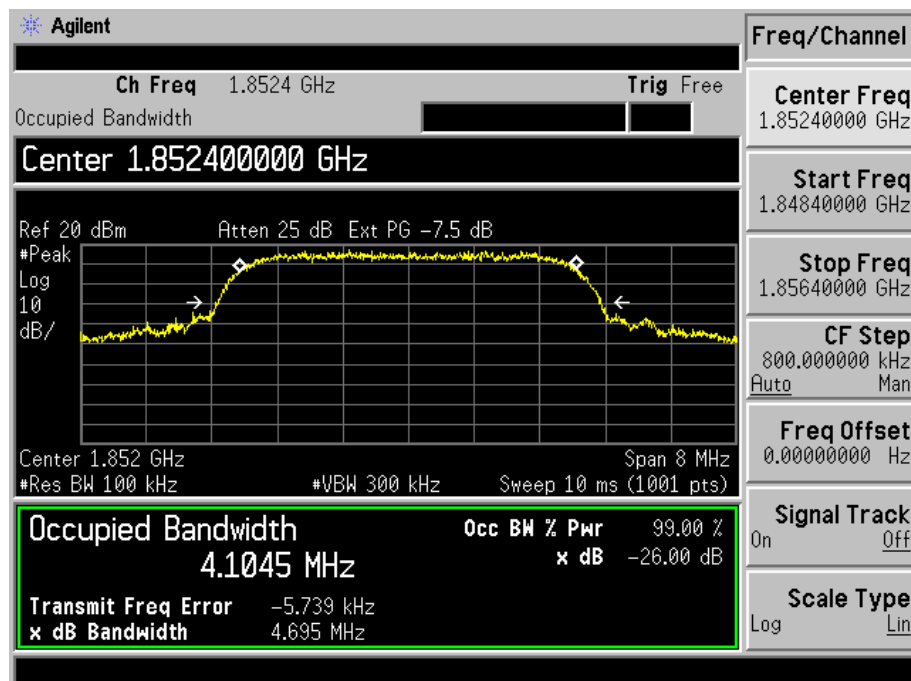 Agilent
Freq/Channel
Ch Freq 1.8524 GHz Trig Free
Occupied Bandwidth
Center 1.852400000 GHz
Ref 20 dBm Atten 25 dB Ext PG -7.5 dB
#Peak
Log
10
dB/
Center 1.852 GHz Span 8 MHz
#Res BW 100 kHz #VBW 300 kHz Sweep 10 ms (1001 pts)
Occupied Bandwidth
4.1045 MHz
Occ BW % Pwr 99.00 %
x dB -26.00 dB
Transmit Freq Error -5.739 kHz
x dB Bandwidth 4.695 MHz
Center Freq
1.85240000 GHz
Start Freq
1.84840000 GHz
Stop Freq
1.85640000 GHz
CF Step
800.000000 kHz
Auto Man
Freq Offset
0.00000000 Hz
Signal Track
On Off
Scale Type
Log Lin